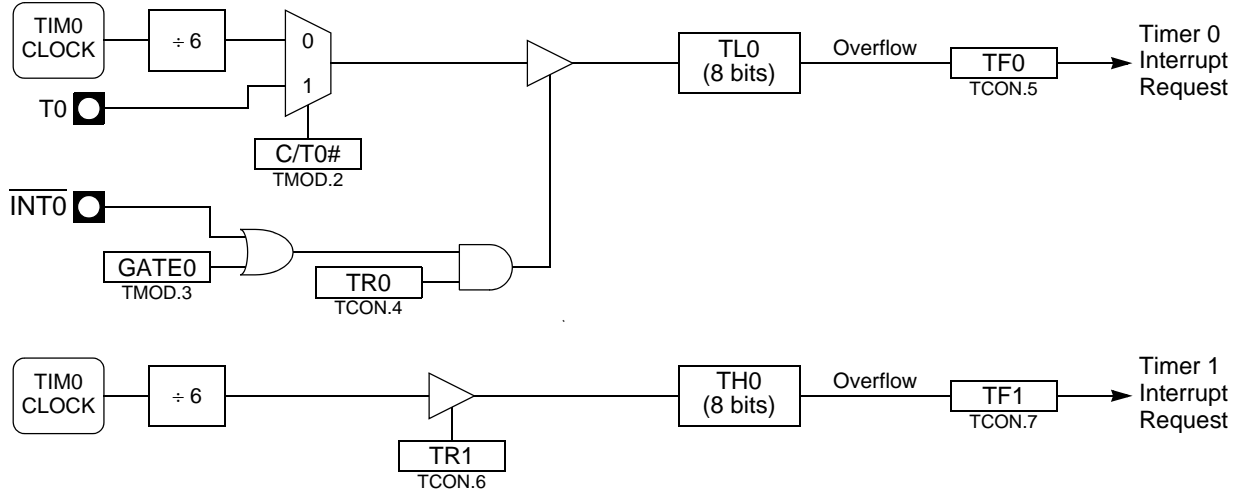 TIM0
CLOCK
÷ 6
0
1
T0
C/T0#
TMOD.2
TL0
(8 bits)
Overflow
TF0
TCON.5
Timer 0
Interrupt
Request
INT0
GATE0
TMOD.3
TR0
TCON.4
TIM0
CLOCK
÷ 6
TR1
TCON.6
TH0
(8 bits)
Overflow
TF1
TCON.7
Timer 1
Interrupt
Request